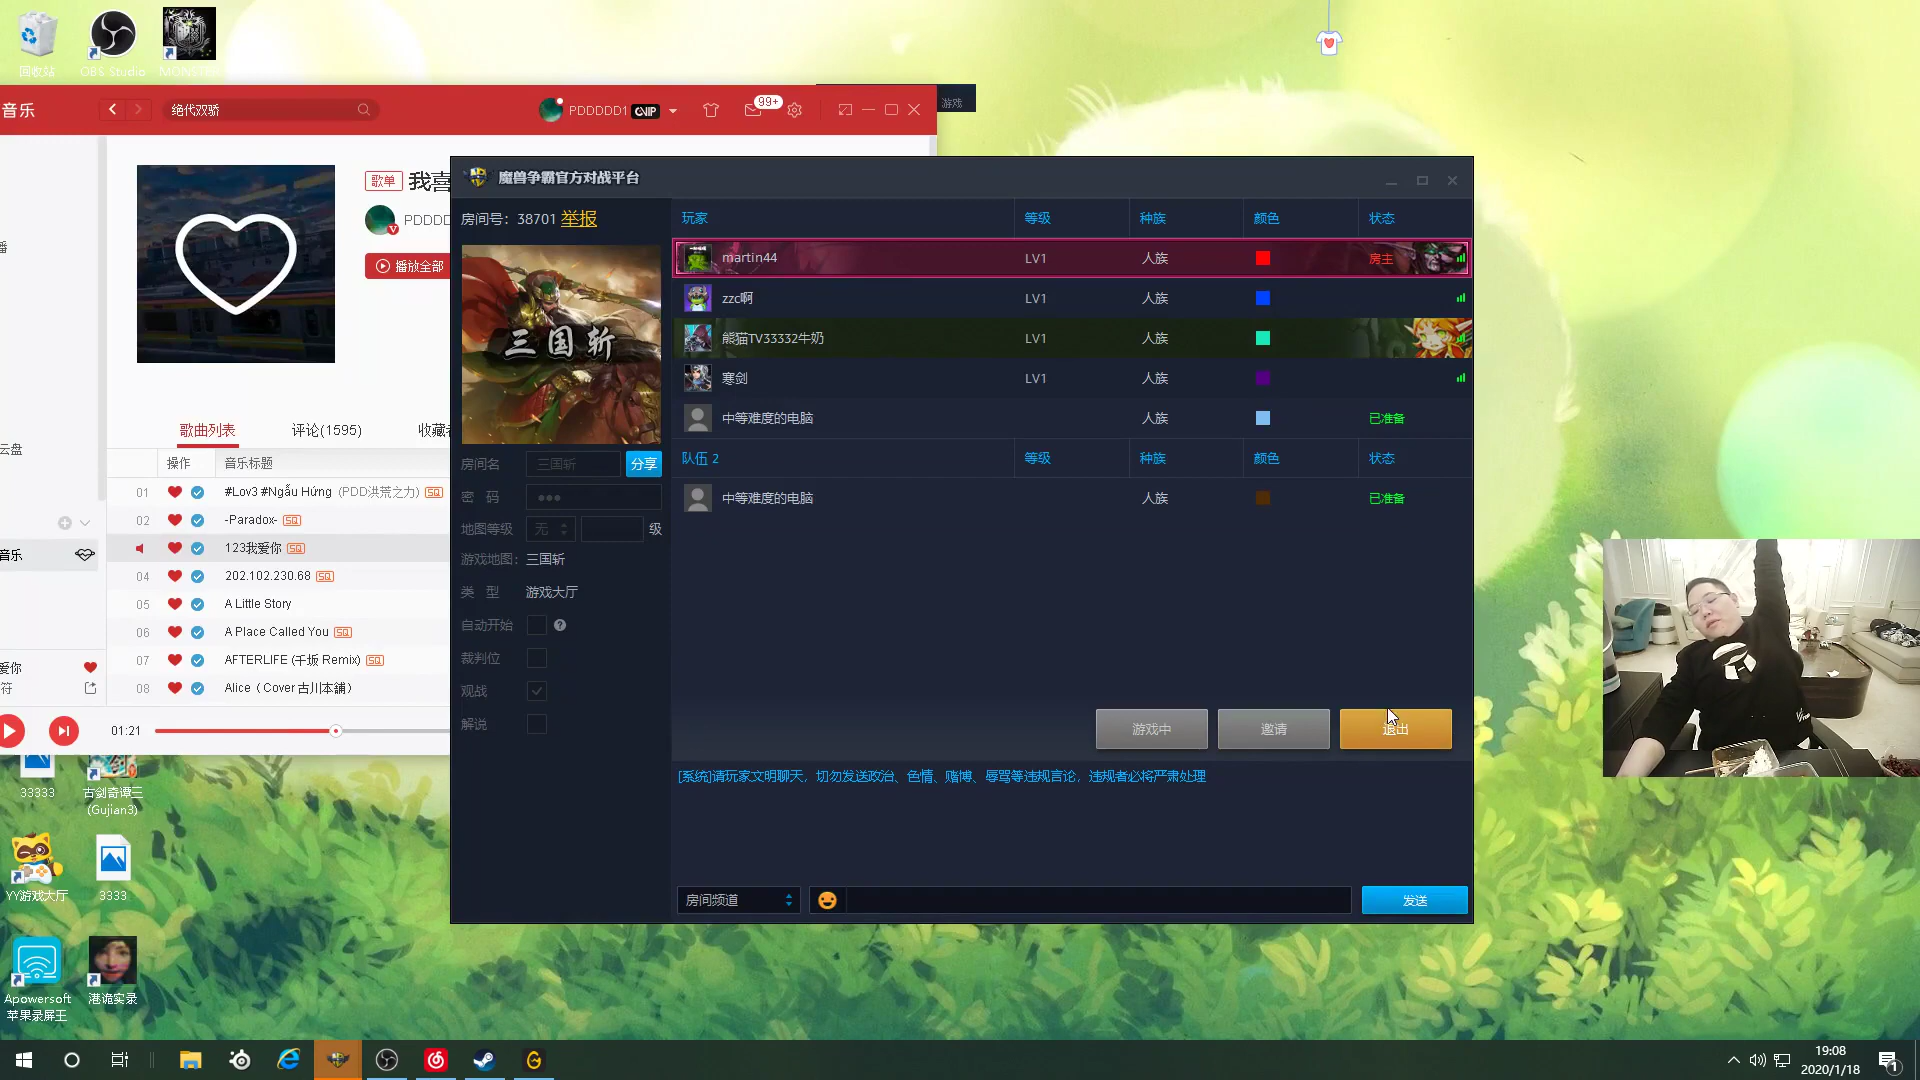 回收站
OBS Studio
音乐
绝代双骄
PDDDDD1
VIP
99+
游戏
歌单
我喜
PDDDD
播放全部
歌曲列表
评论(1595)
收藏
操作
音乐标题
01 #Lov3 #Ngẫu Hứng (PDD洪荒之力) SQ
02 -Paradox- SQ
123我爱你 SQ
04 202.102.230.68 SQ
05 A Little Story
06 A Place Called You SQ
07 AFTERLIFE (千坂 Remix) SQ
08 Alice（Cover 古川本舗）
播
云盘
音乐
爱你
符
01:21
魔兽争霸官方对战平台
房间号：38701 举报
三国斩
房间名 三国斩 分享
密 码 ●●●
地图等级 无 级
游戏地图：三国斩
类 型 游戏大厅
自动开始 ?
裁判位
观战
解说
玩家 等级 种族 颜色 状态
martin44 LV1 人族 房主
zzc啊 LV1 人族
熊猫TV33332牛奶 LV1 人族
寒剑 LV1 人族
中等难度的电脑 人族 已准备
队伍 2 等级 种族 颜色 状态
中等难度的电脑 人族 已准备
游戏中 邀请 退出
[系统]请玩家文明聊天，切勿发送政治、色情、赌博、辱骂等违规言论，违规者必将严肃处理
房间频道 发送
33333
古剑奇谭三
(Gujian3)
YY游戏大厅
3333
Apowersoft
苹果录屏王
港诡实录
19:08
2020/1/18
1